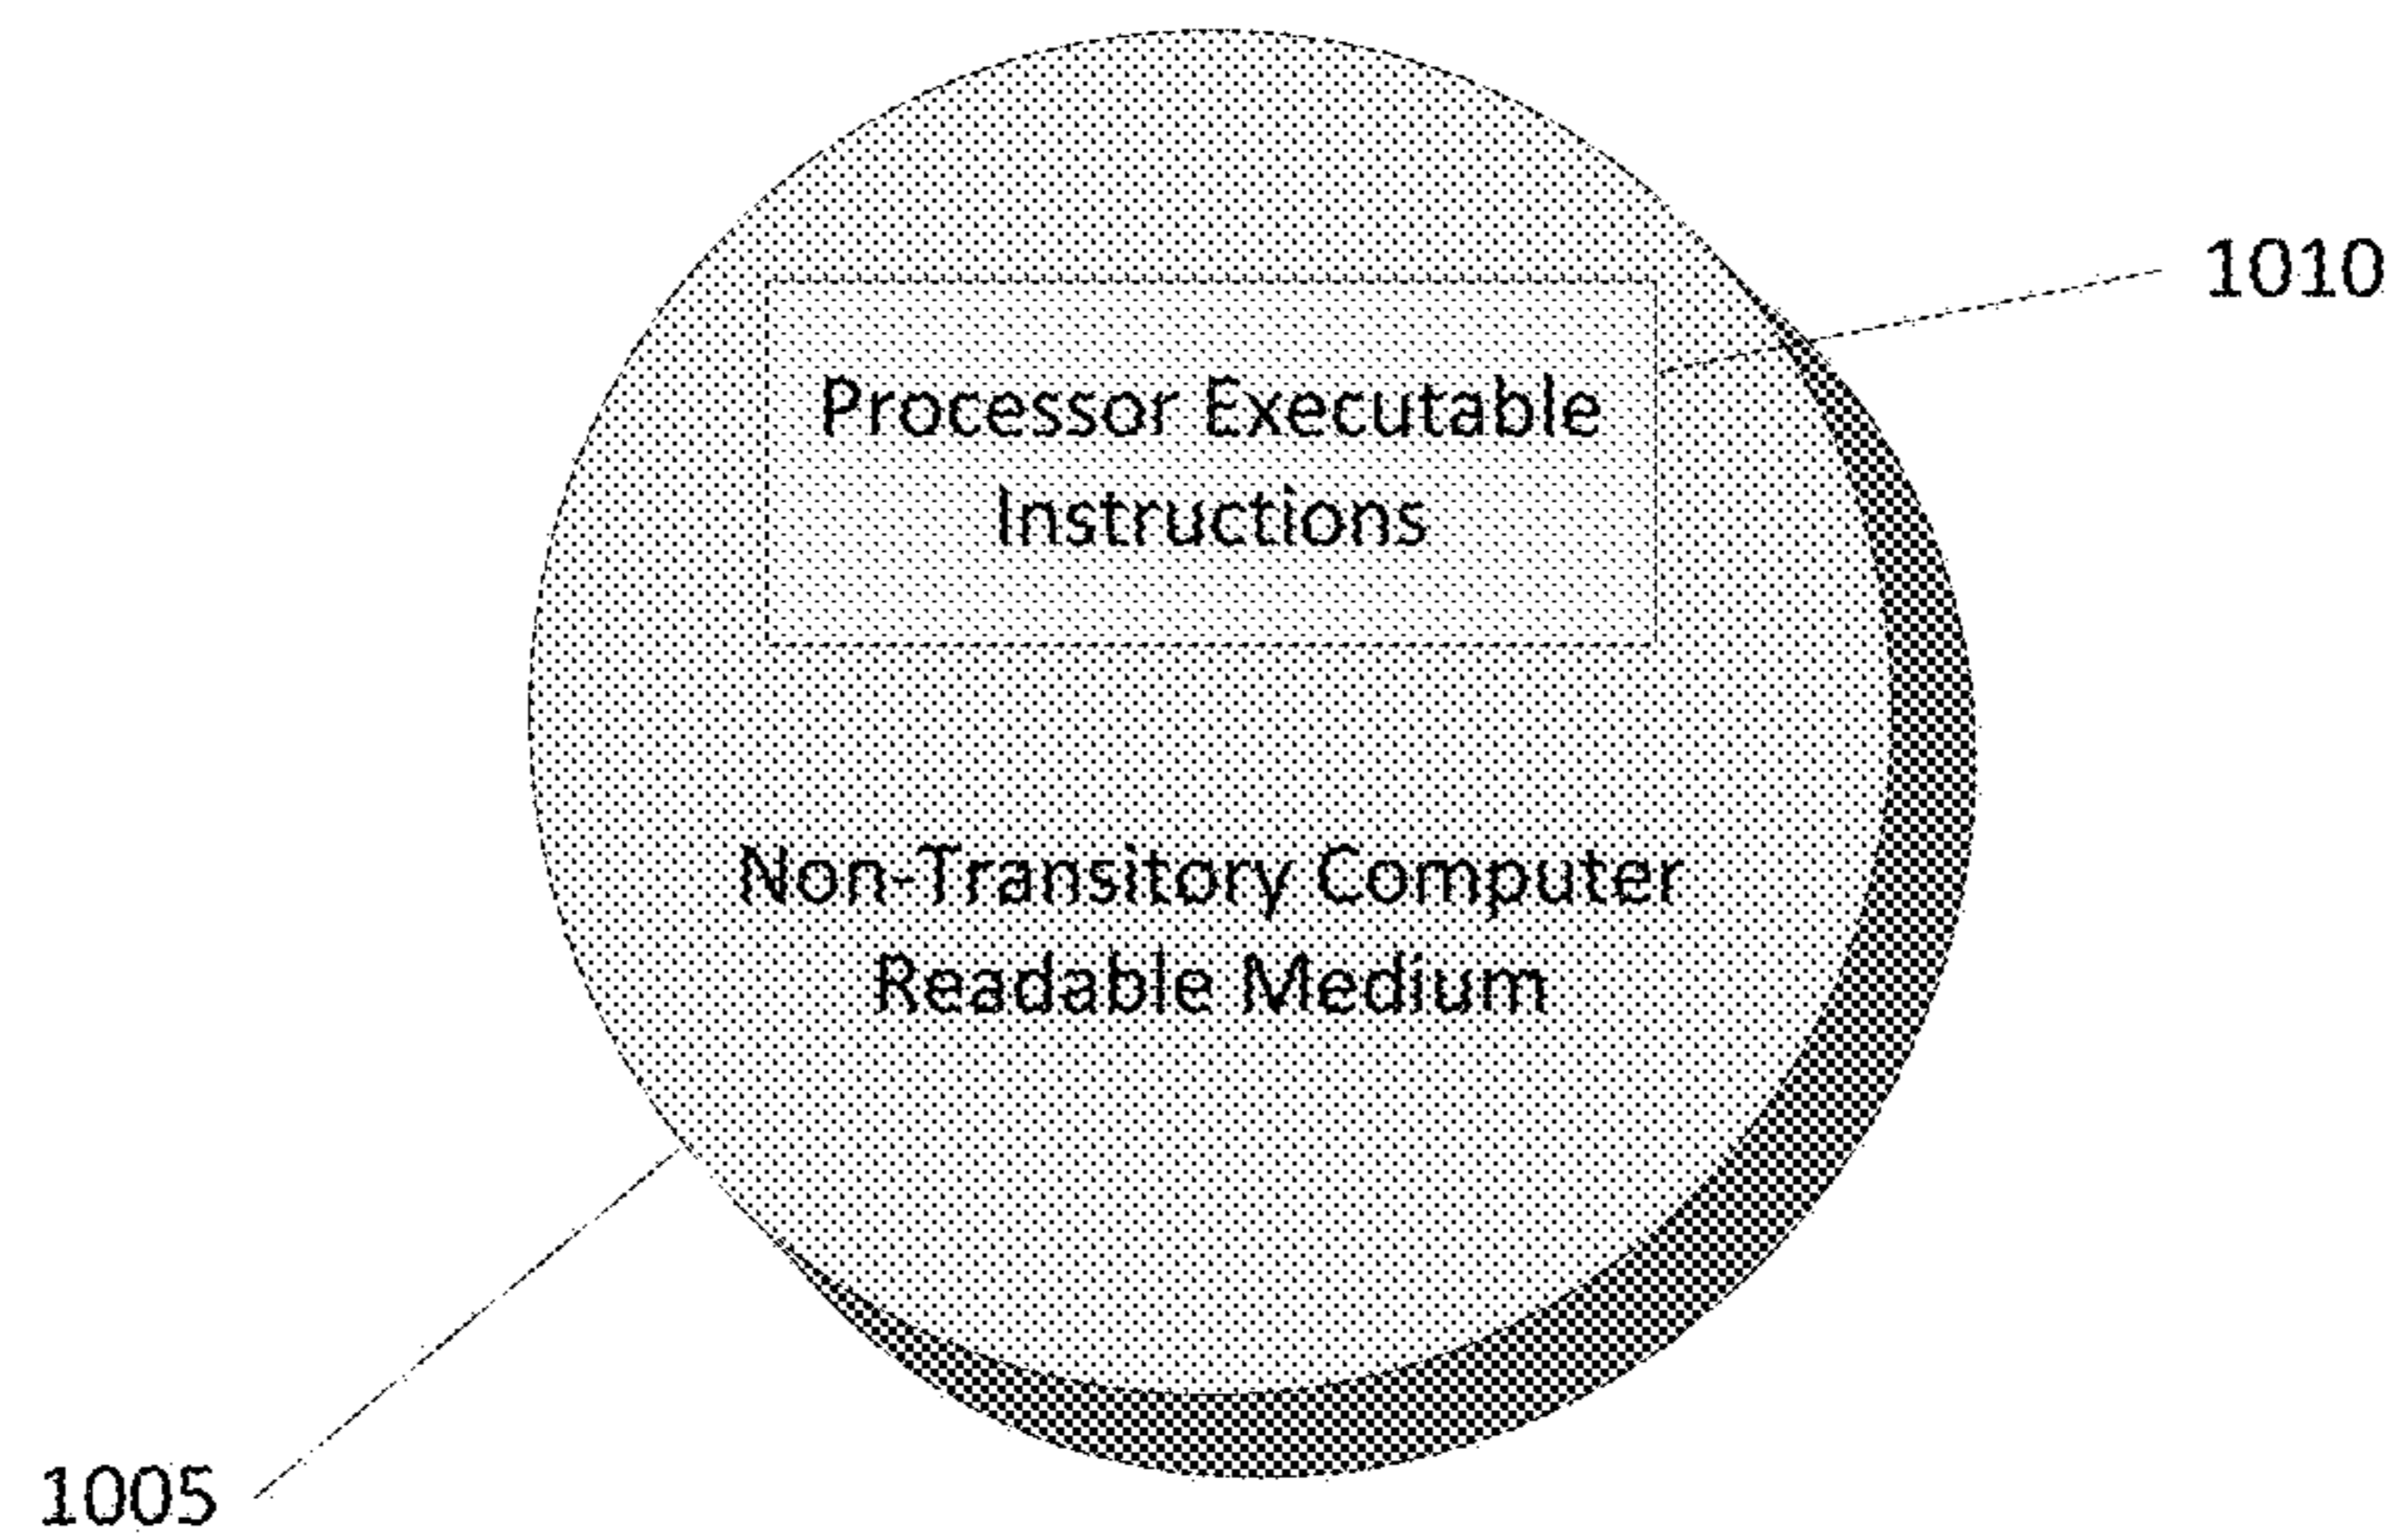 1010
Processor Executable
Instructions
Non-Transitory Computer
Readable Medium
1005